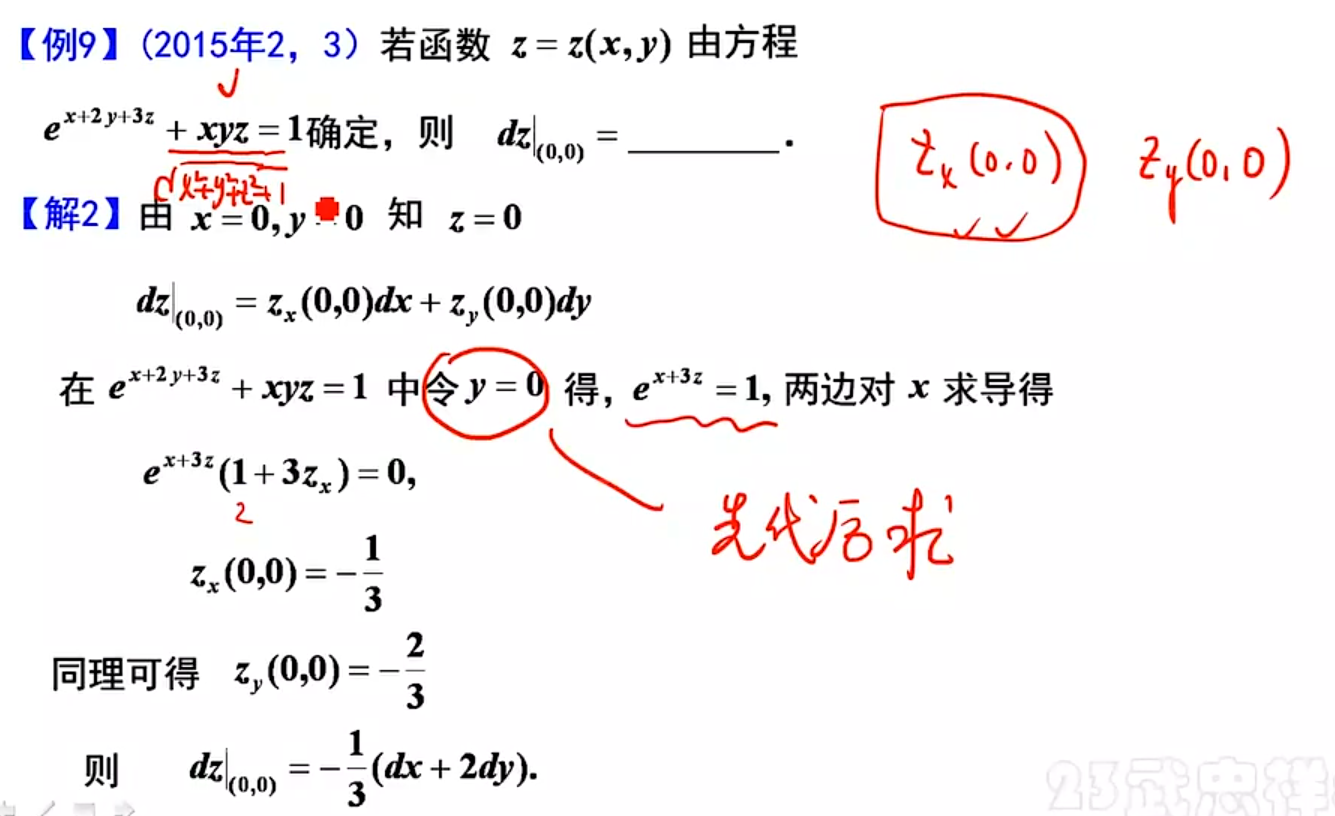 【例9】(2015年2，3) 若函数 z = z(x, y) 由方程
e^{x+2y+3z} + xyz = 1确定，则 dz|_{(0,0)} = ________.
√x²+y²+z²+1
z_x(0,0) z_y(0,0)
【解2】由 x = 0, y = 0 知 z = 0
dz|_{(0,0)} = z_x(0,0)dx + z_y(0,0)dy
在 e^{x+2y+3z} + xyz = 1 中令 y = 0 得，e^{x+3z} = 1, 两边对 x 求导得
e^{x+3z}(1 + 3z_x) = 0,
2
先代后求
z_x(0,0) = -\frac{1}{3}
同理可得 z_y(0,0) = -\frac{2}{3}
则 dz|_{(0,0)} = -\frac{1}{3}(dx + 2dy).
23武忠祥